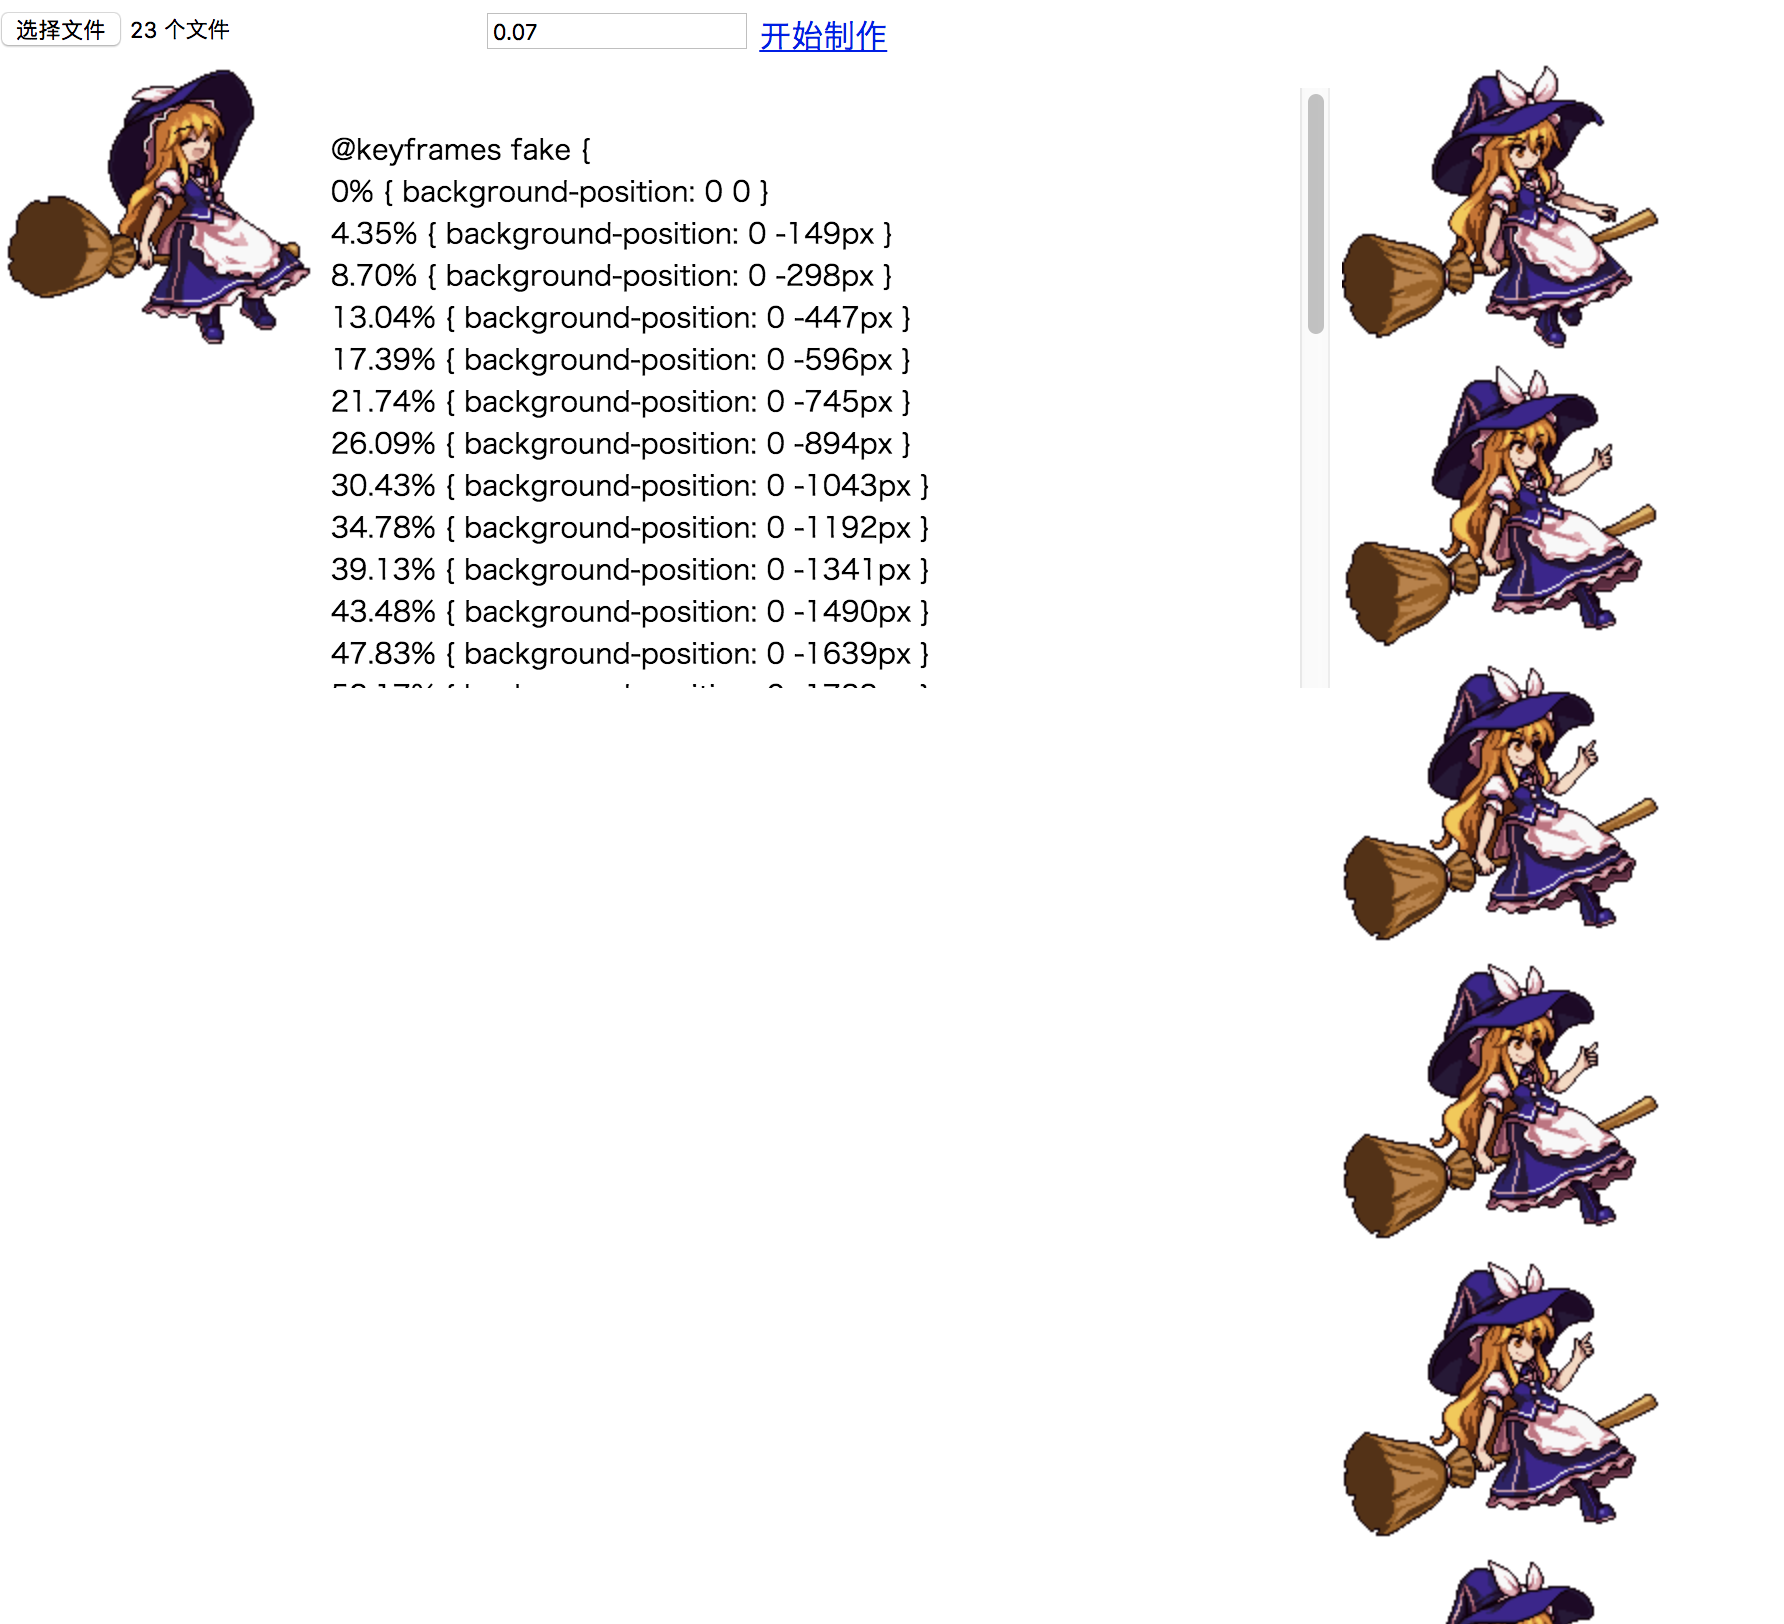 选择文件 23 个文件 0.07 开始制作
@keyframes fake {
0% { background-position: 0 0 }
4.35% { background-position: 0 -149px }
8.70% { background-position: 0 -298px }
13.04% { background-position: 0 -447px }
17.39% { background-position: 0 -596px }
21.74% { background-position: 0 -745px }
26.09% { background-position: 0 -894px }
30.43% { background-position: 0 -1043px }
34.78% { background-position: 0 -1192px }
39.13% { background-position: 0 -1341px }
43.48% { background-position: 0 -1490px }
47.83% { background-position: 0 -1639px }